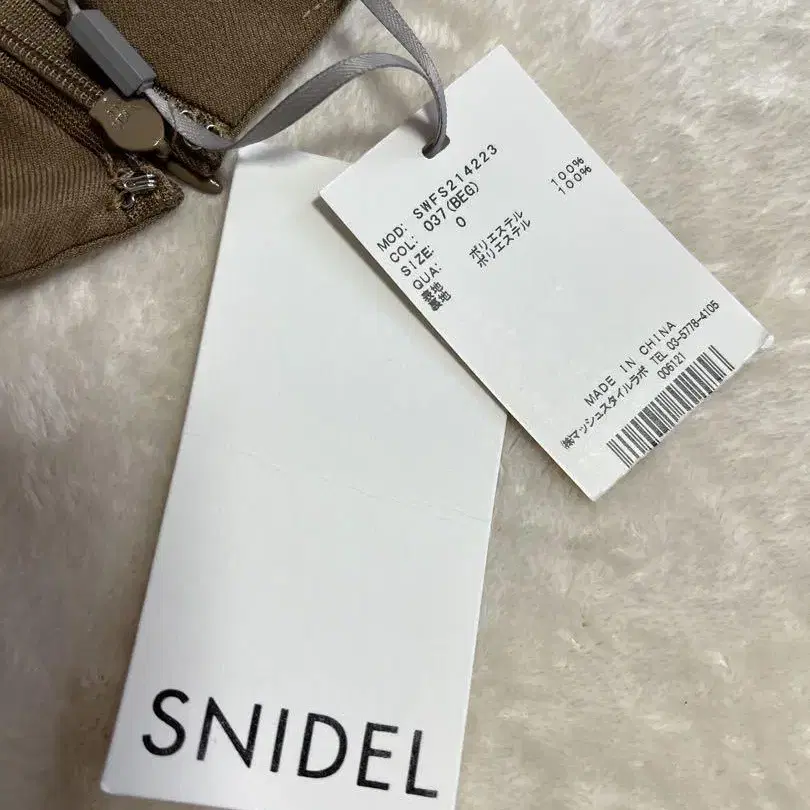 MOD: SWFS214223
COL: 037(BEG)
SIZE: 0
QUA:
表地 ポリエステル 100%
裏地 ポリエステル 100%
MADE IN CHINA
㈱マッシュスタイルラボ TEL 03-5778-4105
006121
SNIDEL